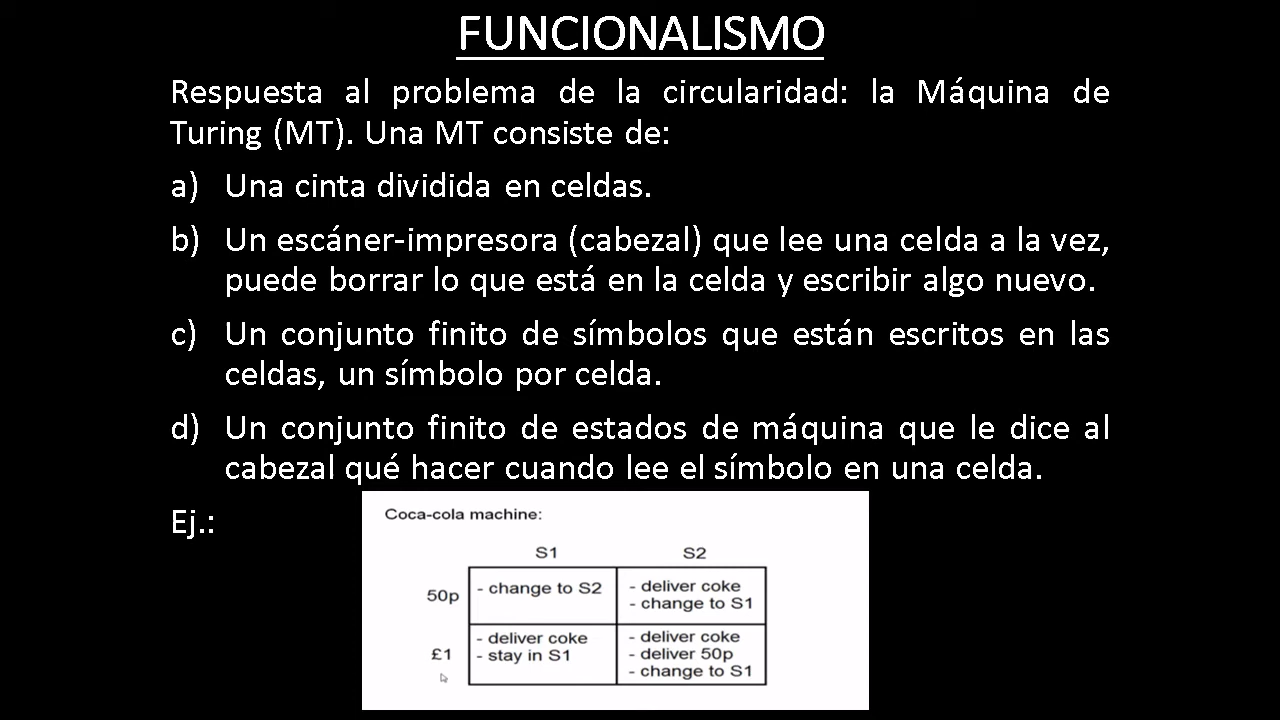 FUNCIONALISMO
Respuesta al problema de la circularidad: la Máquina de
Turing (MT). Una MT consiste de:
a) Una cinta dividida en celdas.
b) Un escáner-impresora (cabezal) que lee una celda a la vez,
puede borrar lo que está en la celda y escribir algo nuevo.
c) Un conjunto finito de símbolos que están escritos en las
celdas, un símbolo por celda.
d) Un conjunto finito de estados de máquina que le dice al
cabezal qué hacer cuando lee el símbolo en una celda.
Ej.:
Coca-cola machine:
S1 S2
50p
- change to S2
- deliver coke
- change to S1
£1
- deliver coke
- stay in S1
- deliver coke
- deliver 50p
- change to S1